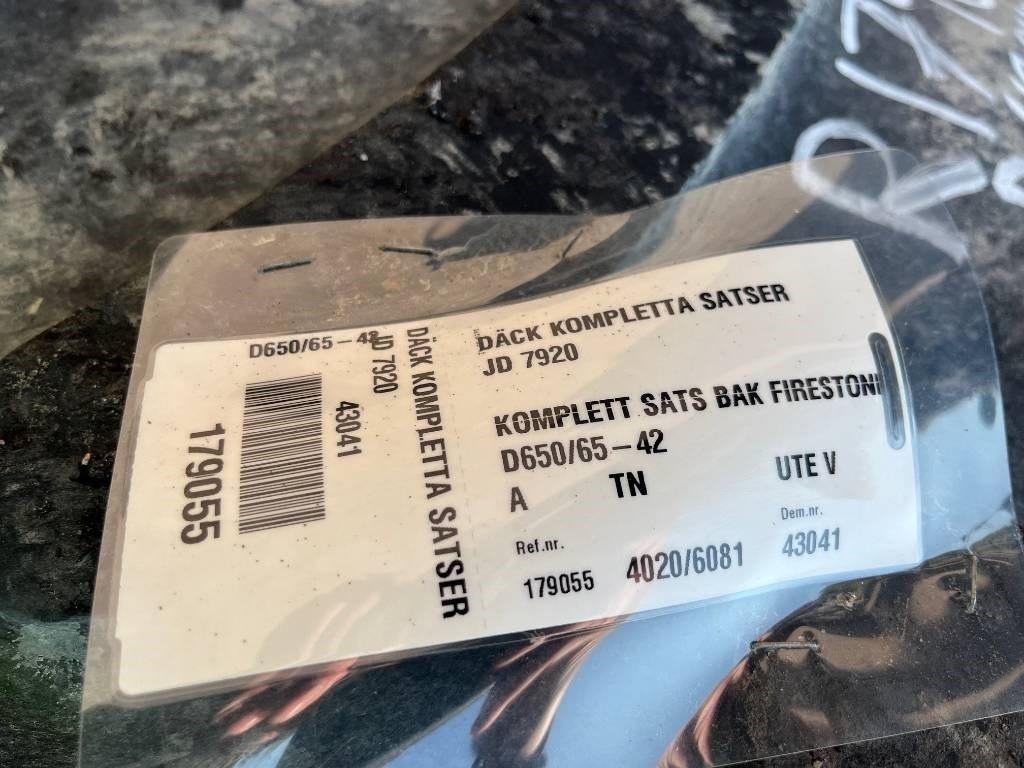 D650/65-42
JD 7920
43041
179055
DÄCK KOMPLETTA SATSER
DÄCK KOMPLETTA SATSER
JD 7920
KOMPLETT SATS BAK FIRESTON
D650/65-42
A TN UTE V
Ref.nr. Dem.nr.
179055 4020/6081 43041